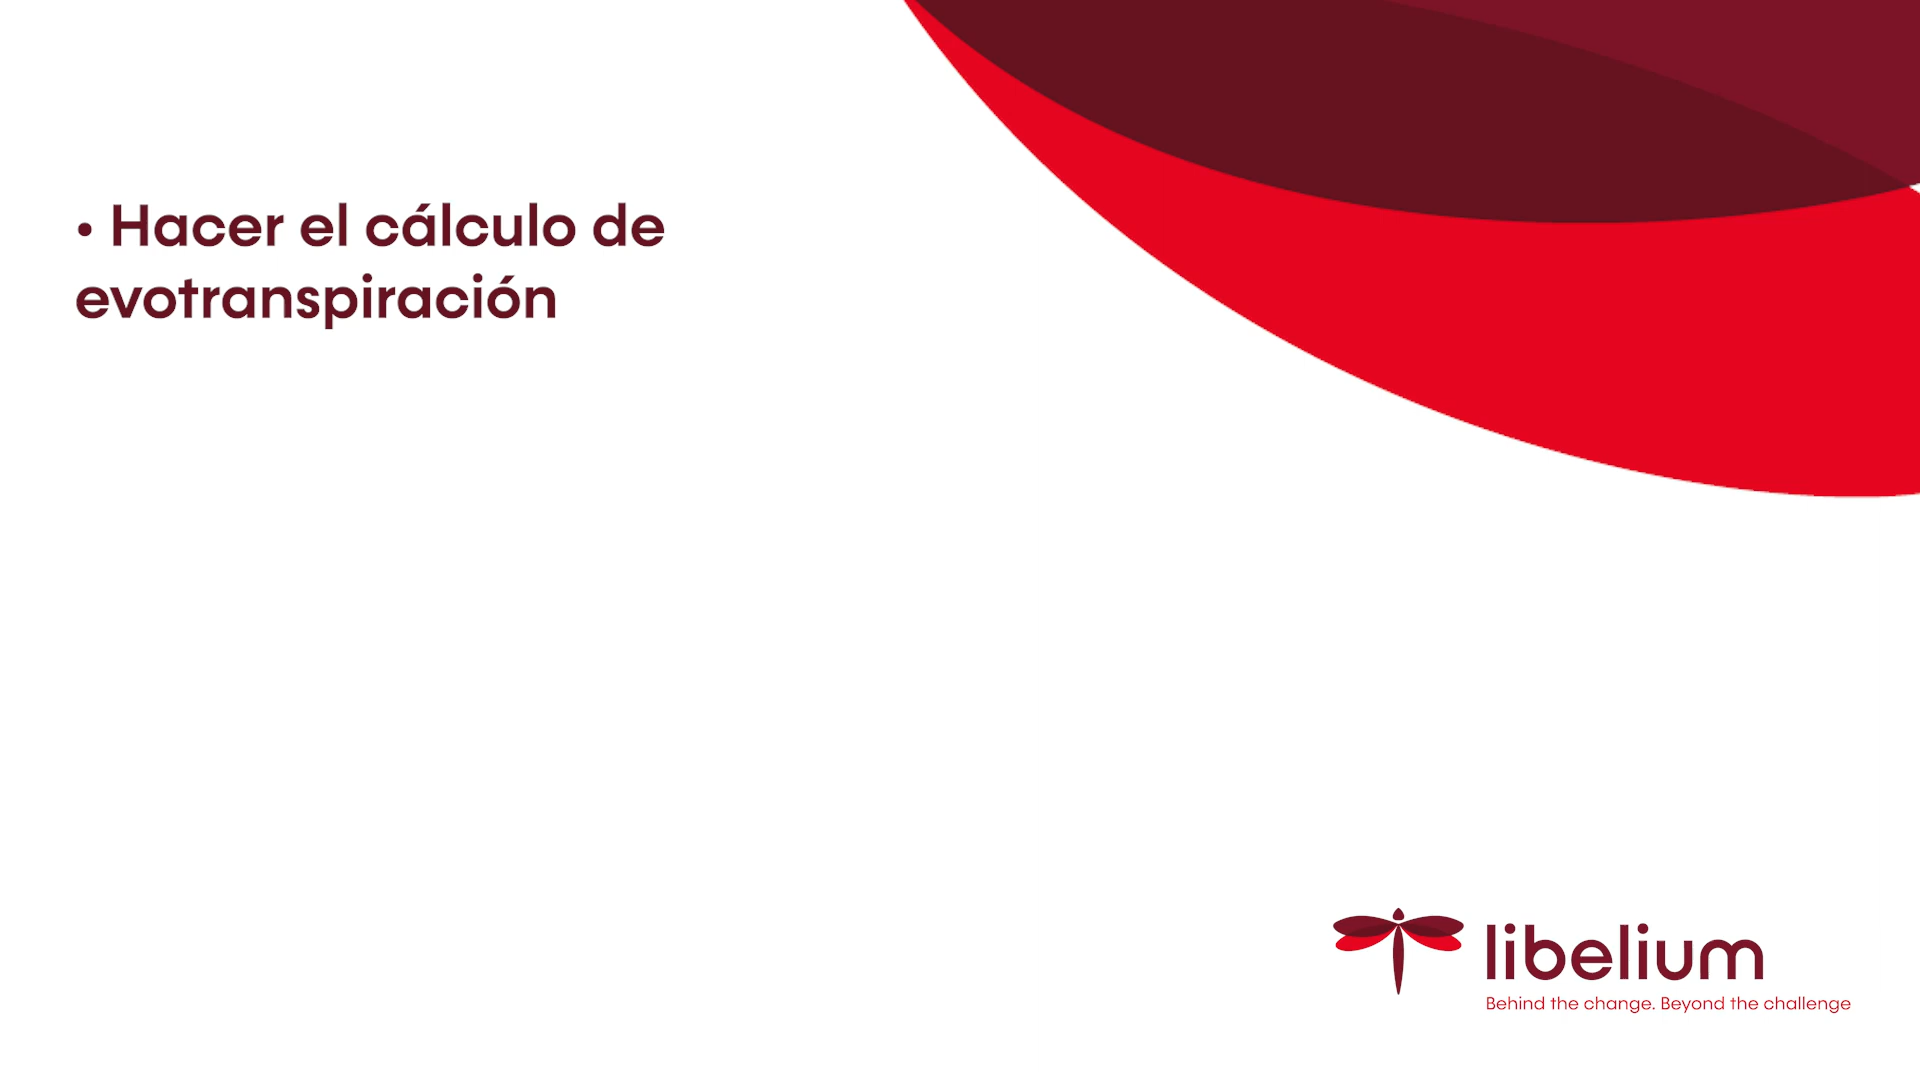 • Hacer el cálculo de
evotranspiración
libelium
Behind the change. Beyond the challenge